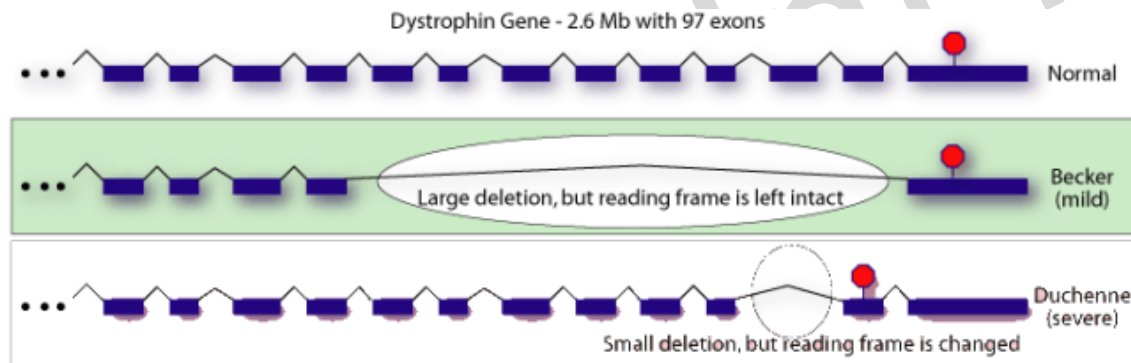 Dystrophin Gene - 2.6 Mb with 97 exons
Normal
Large deletion, but reading frame is left intact
Becker
(mild)
Duchenne
(severe)
Small deletion, but reading frame is changed